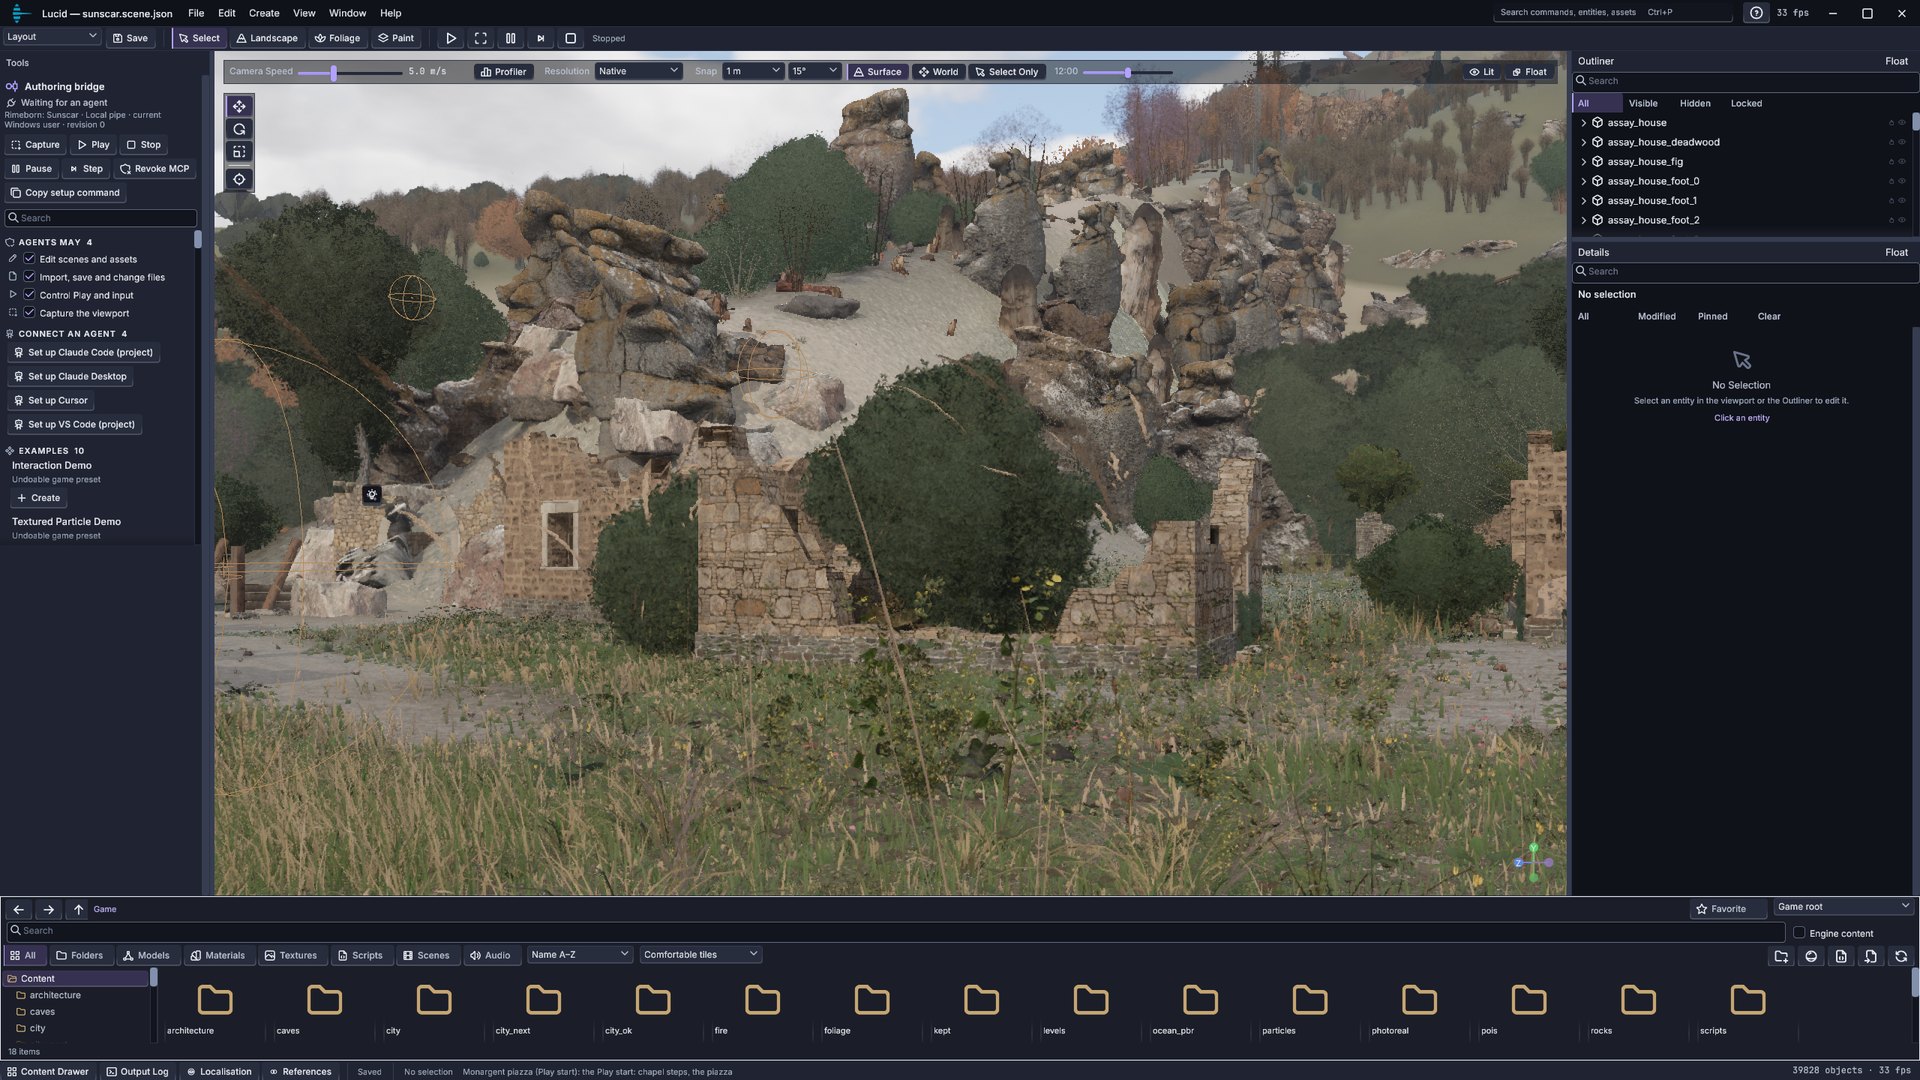 Lucid — sunscar.scene.json File Edit Create View Window Help
Search commands, entities, assets Ctrl+P 33 fps
Layout Save Select Landscape Foliage Paint Stopped
Tools
Authoring bridge
Waiting for an agent
Rimeborn: Sunscar · Local pipe · current
Windows user · revision 0
Capture Play Stop
Pause Step Revoke MCP
Copy setup command
Search
AGENTS MAY 4
Edit scenes and assets
Import, save and change files
Control Play and input
Capture the viewport
CONNECT AN AGENT 4
Set up Claude Code (project)
Set up Claude Desktop
Set up Cursor
Set up VS Code (project)
EXAMPLES 10
Interaction Demo
Undoable game preset
Create
Textured Particle Demo
Undoable game preset
Camera Speed 5.0 m/s Profiler Resolution Native Snap 1 m 15° Surface World Select Only 12:00 Lit Float
Y
Z
Outliner Float
Search
All Visible Hidden Locked
assay_house
assay_house_deadwood
assay_house_fig
assay_house_foot_0
assay_house_foot_1
assay_house_foot_2
Details Float
Search
No selection
All Modified Pinned Clear
No Selection
Select an entity in the viewport or the Outliner to edit it.
Click an entity
Game Favorite Game root
Search Engine content
All Folders Models Materials Textures Scripts Scenes Audio Name A–Z Comfortable tiles
Content
architecture
caves
city
architecture caves city city_next city_ok fire foliage kept levels ocean_pbr particles photoreal pois rocks scripts
18 items
Content Drawer Output Log Localisation References Saved No selection Monargent piazza (Play start): the Play start: chapel steps, the piazza 39828 objects · 33 fps